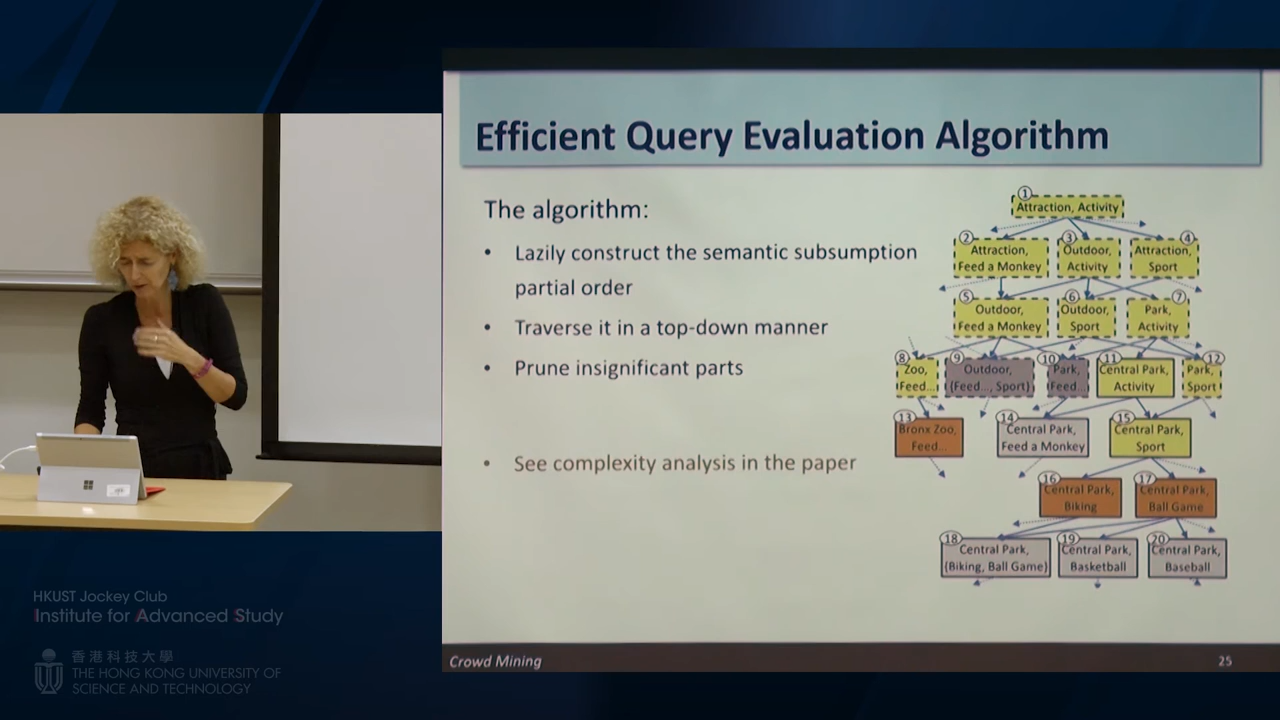 Efficient Query Evaluation Algorithm
The algorithm:
• Lazily construct the semantic subsumption
partial order
• Traverse it in a top-down manner
• Prune insignificant parts
• See complexity analysis in the paper
1
Attraction, Activity
2
Attraction,
Feed a Monkey
3
Outdoor,
Activity
4
Attraction,
Sport
5
Outdoor,
Feed a Monkey
6
Outdoor,
Sport
7
Park,
Activity
8
Zoo,
Feed...
9
Outdoor,
{Feed..., Sport}
10
Park,
Feed...
11
Central Park,
Activity
12
Park,
Sport
13
Bronx Zoo,
Feed...
14
Central Park,
Feed a Monkey
15
Central Park,
Sport
16
Central Park,
Biking
17
Central Park,
Ball Game
18
Central Park,
{Biking, Ball Game}
19
Central Park,
Basketball
20
Central Park,
Baseball
Crowd Mining
25
HKUST Jockey Club
Institute for Advanced Study
香港科技大學
THE HONG KONG UNIVERSITY OF
SCIENCE AND TECHNOLOGY